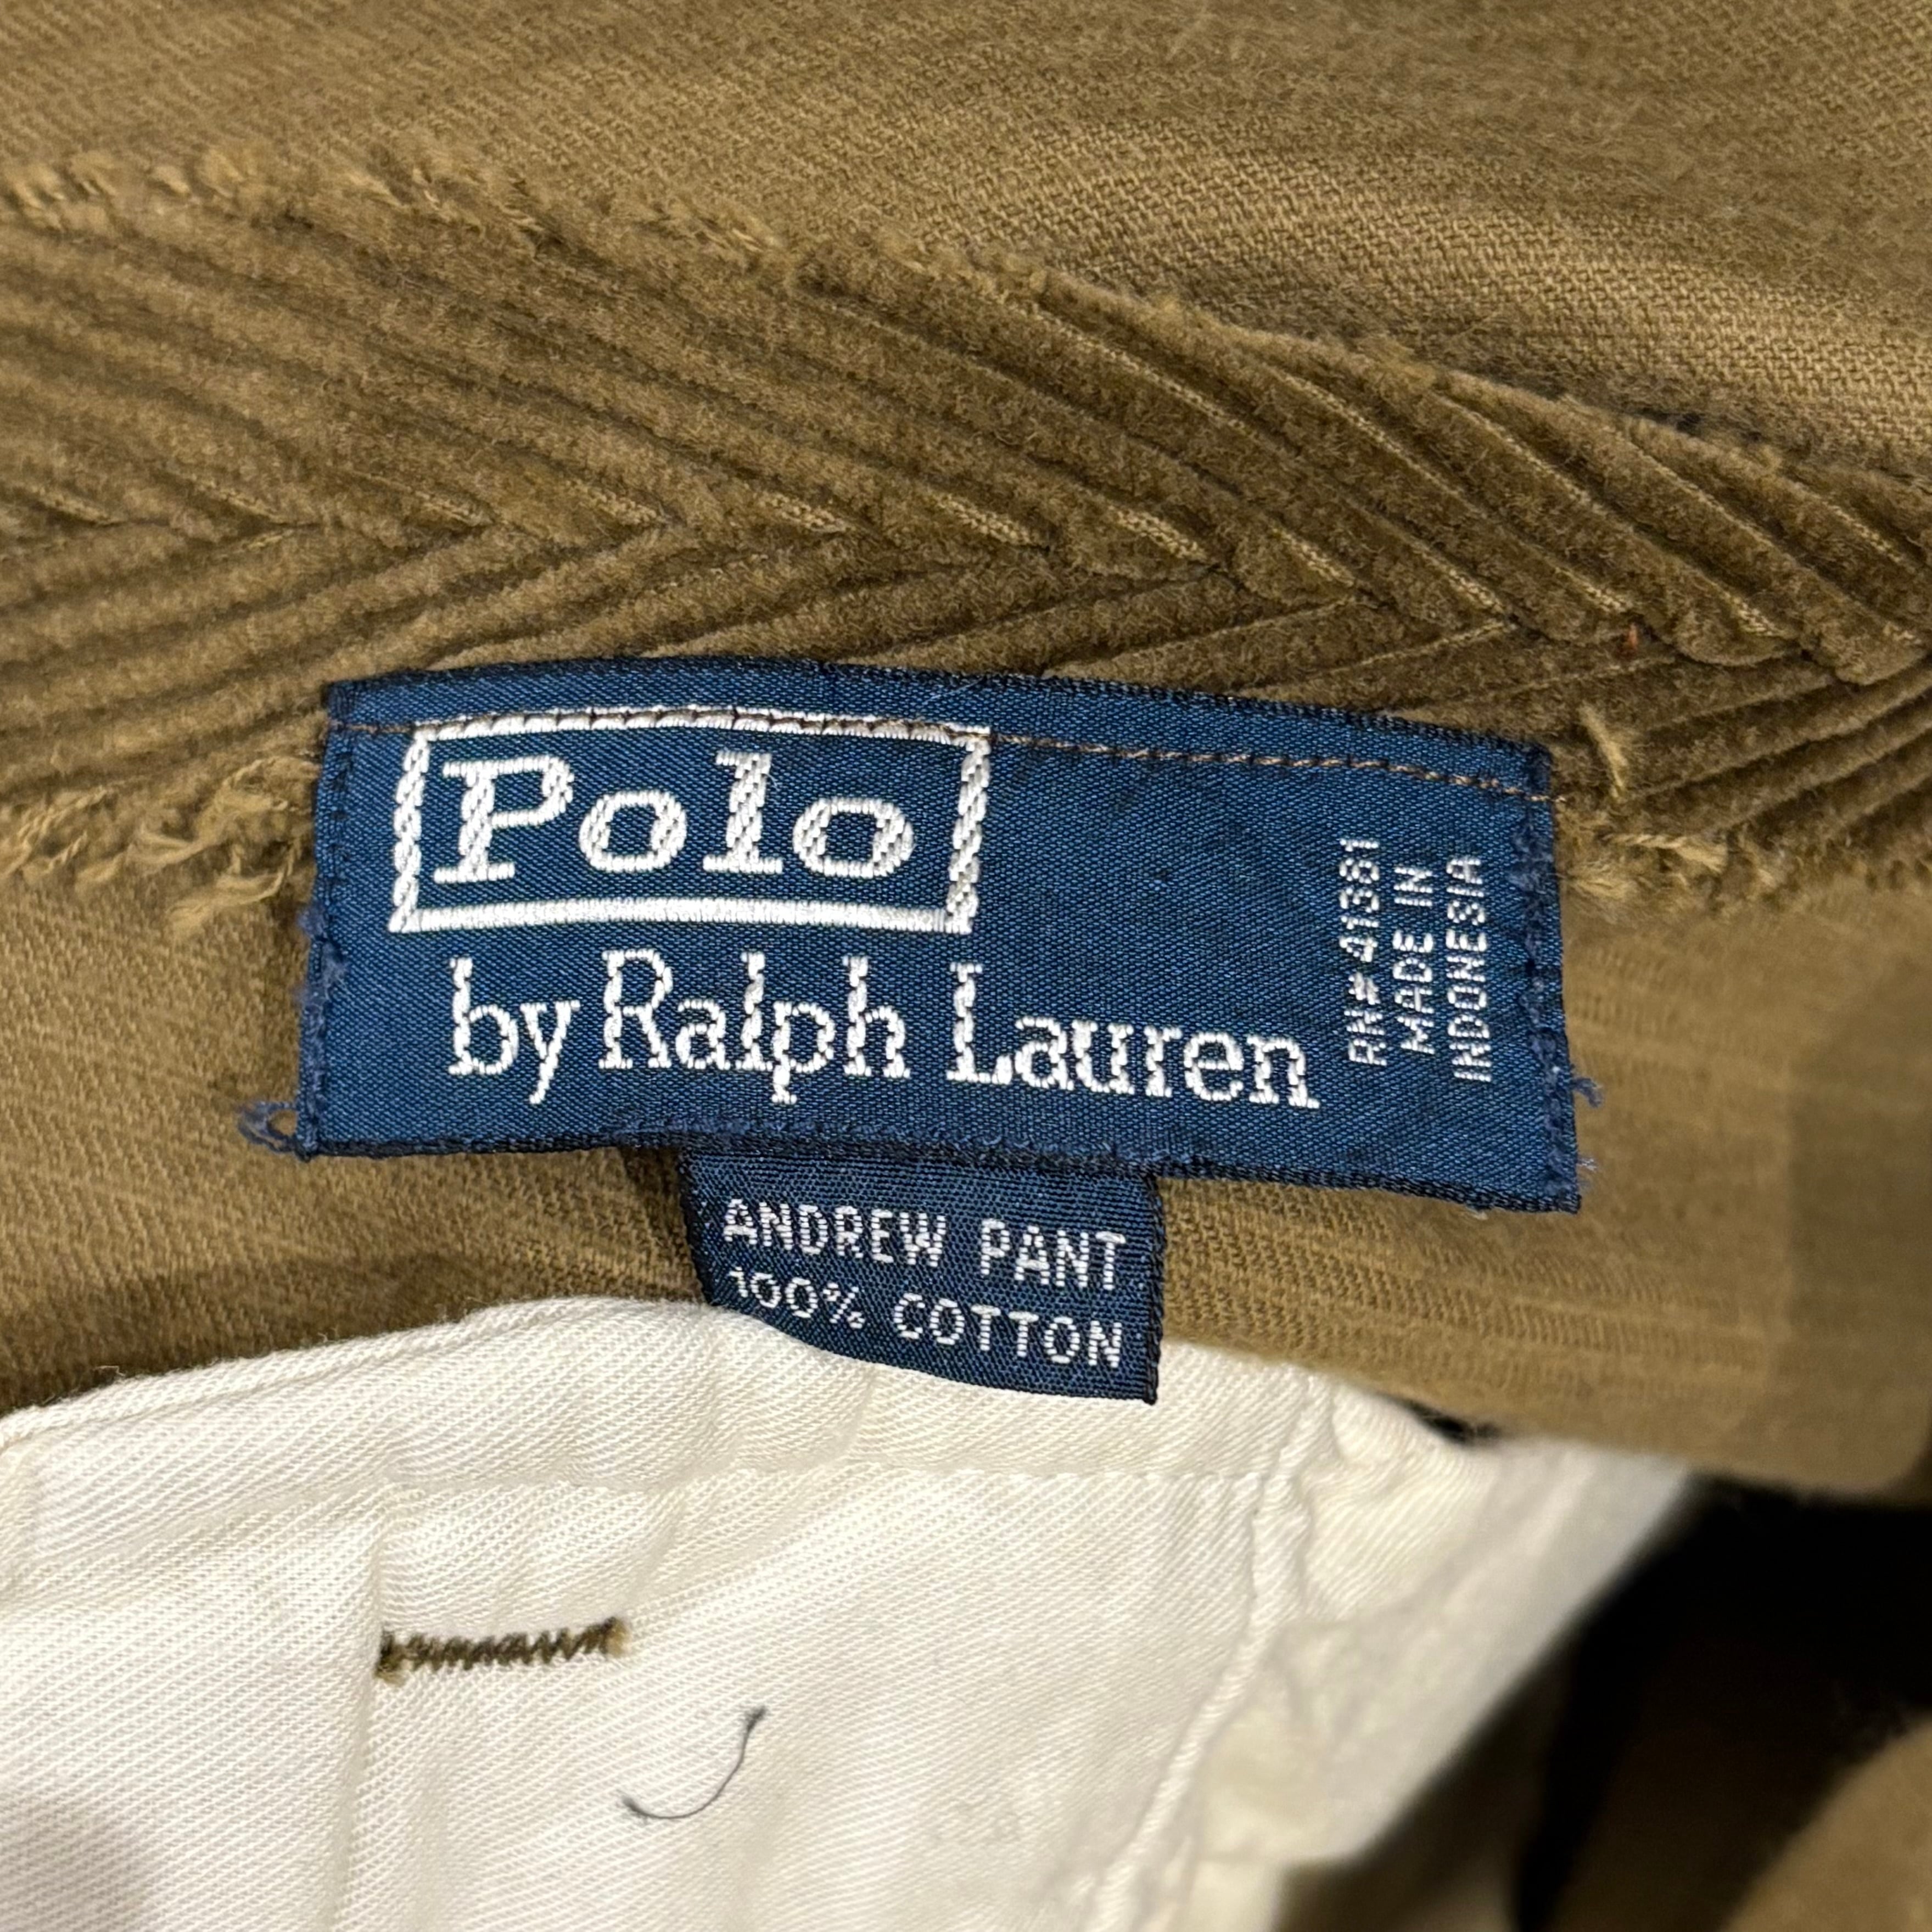 Polo
by Ralph Lauren
RN# 41381
MADE IN
INDONESIA
ANDREW PANT
100% COTTON